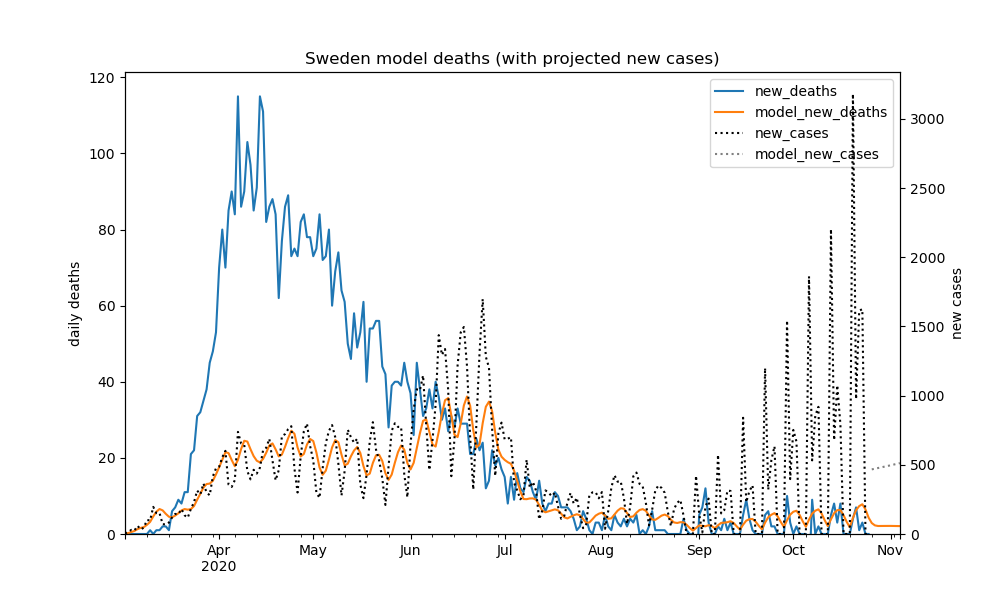 Sweden model deaths (with projected new cases)
new_deaths
model_new_deaths
new_cases
model_new_cases
daily deaths
new cases
120
100
80
60
40
20
0
3000
2500
2000
1500
1000
500
0
Apr
2020
May
Jun
Jul
Aug
Sep
Oct
Nov